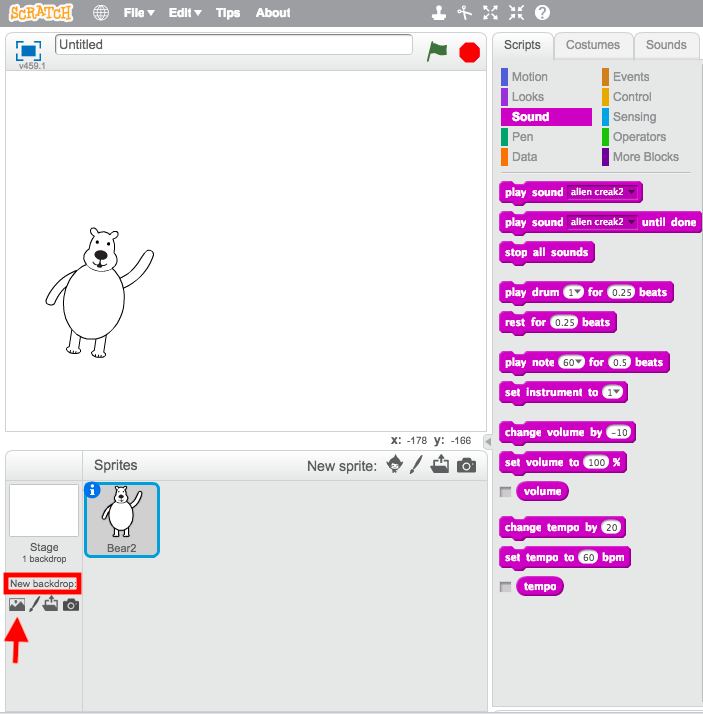 SCRATCH File Edit Tips About
Untitled
v459.1
Scripts Costumes Sounds
Motion Events
Looks Control
Sound Sensing
Pen Operators
Data More Blocks
play sound alien creak2
play sound alien creak2 until done
stop all sounds
play drum 1 for 0.25 beats
rest for 0.25 beats
play note 60 for 0.5 beats
set instrument to 1
change volume by -10
set volume to 100 %
volume
change tempo by 20
set tempo to 60 bpm
tempo
x: -178 y: -166
Sprites New sprite:
Stage
1 backdrop
New backdrop:
Bear2